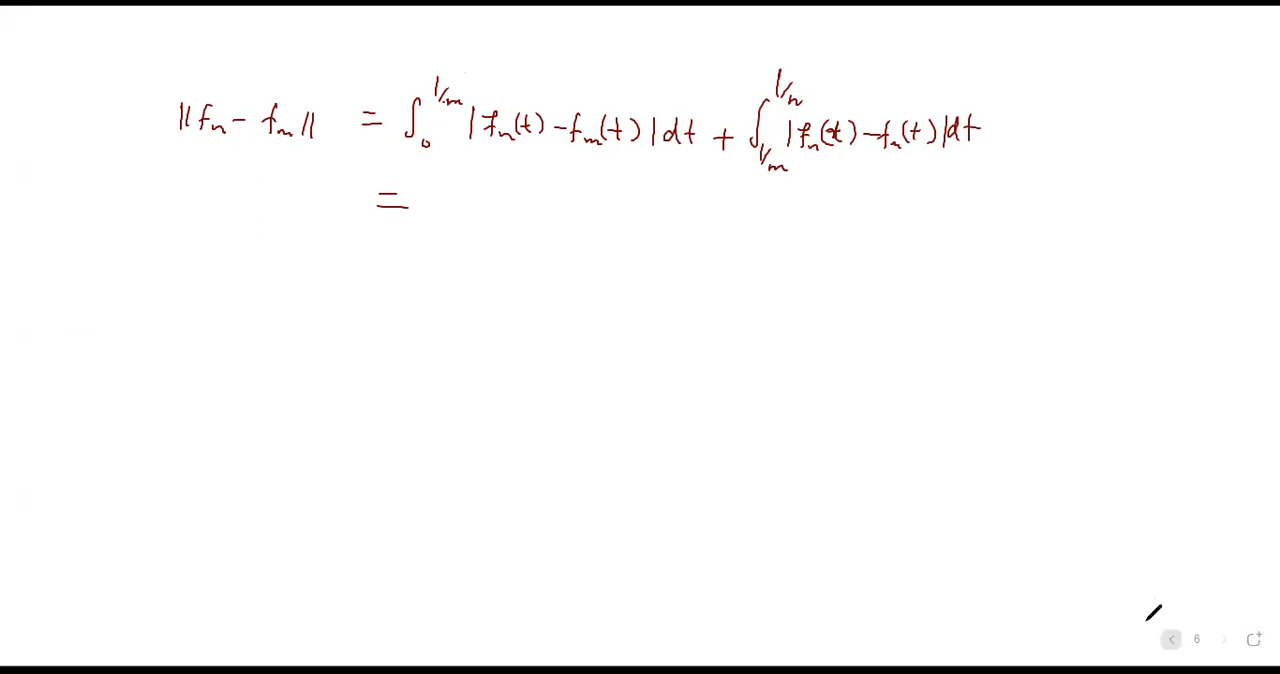 ||fₙ - fₘ|| = ∫₀^{1/m} |fₙ(t) - fₘ(t)|dt + ∫_{1/m}^{1/n} |fₙ(t) - fₙ(t)|dt
=
6